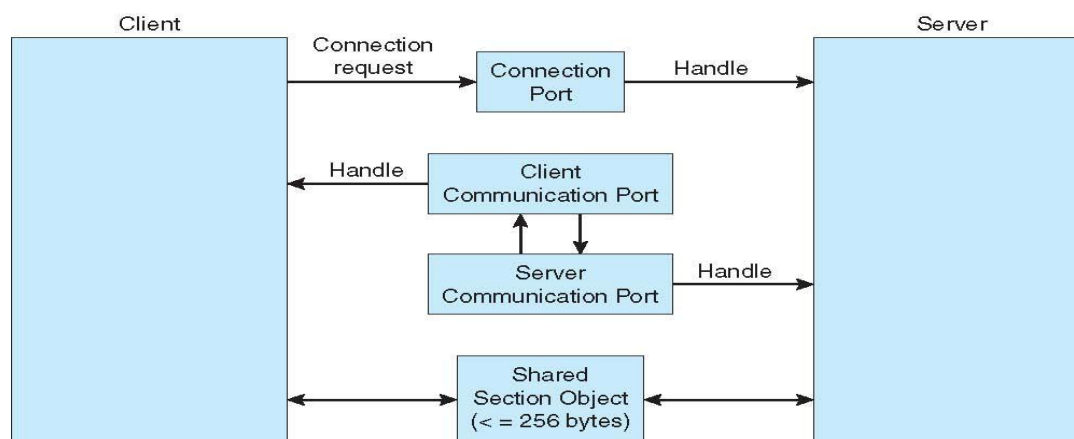 Client
Server
Connection
request
Connection
Port
Handle
Handle
Client
Communication Port
Server
Communication Port
Handle
Shared
Section Object
(< = 256 bytes)